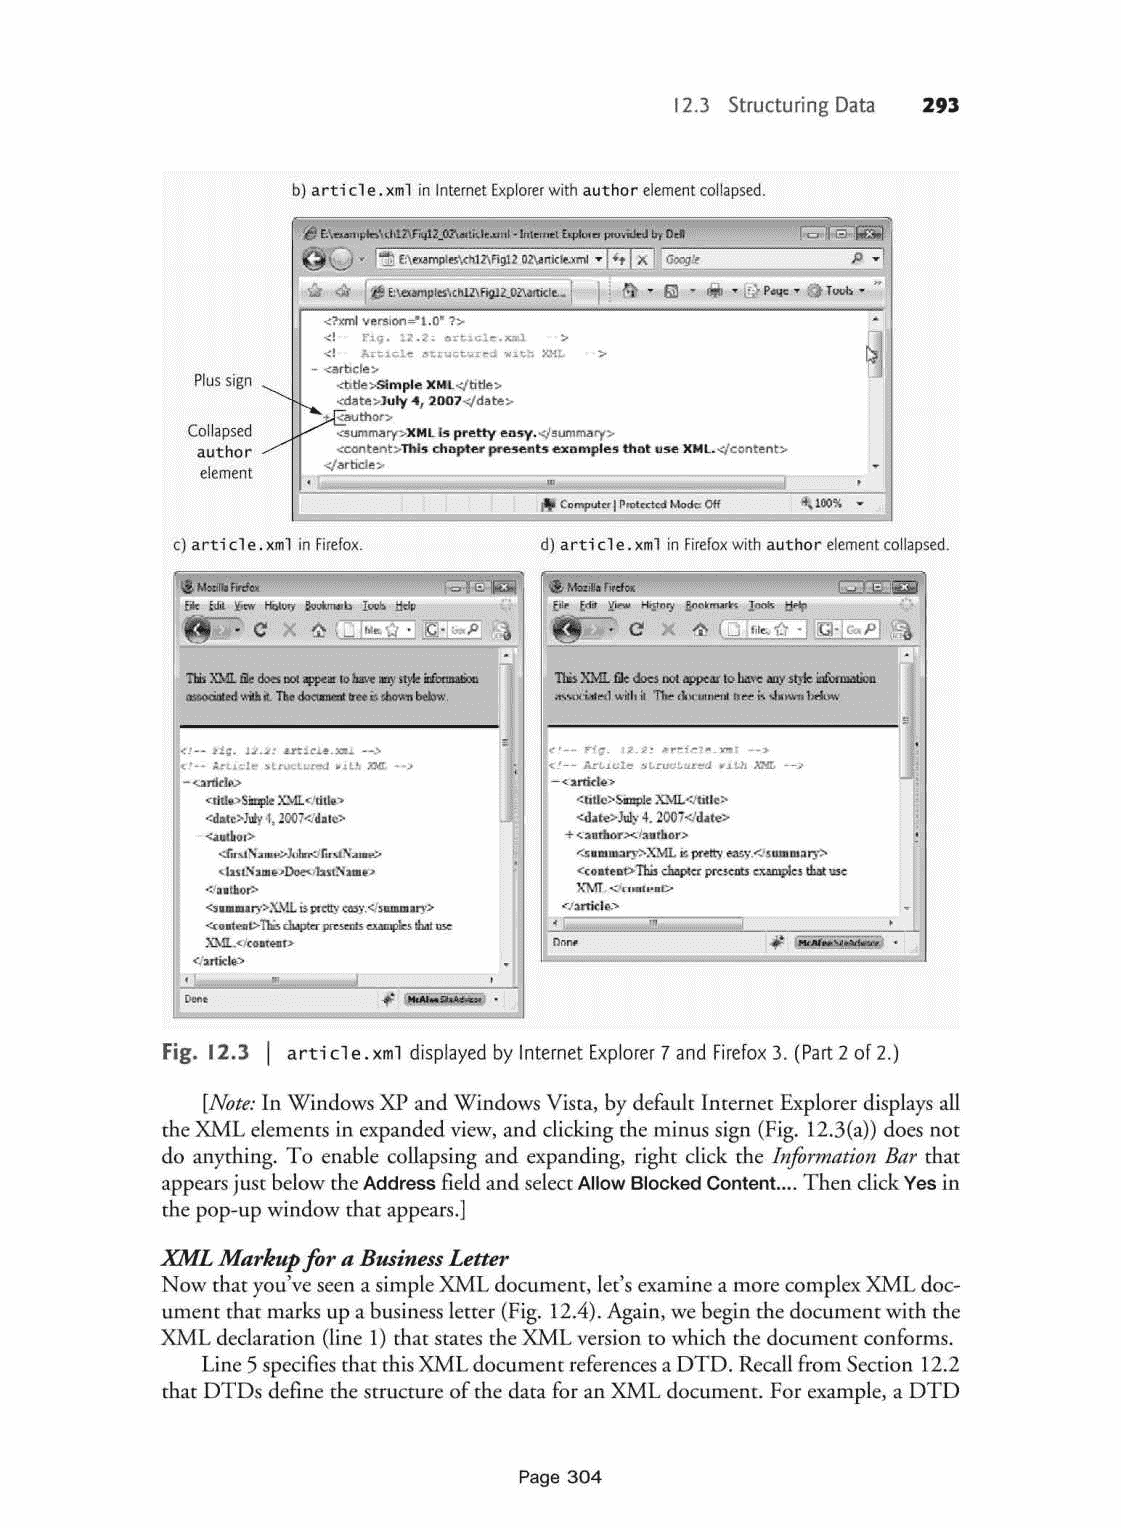 12.3 Structuring Data 293
b) article.xml in Internet Explorer with author element collapsed.
E:\examples\ch12\Fig12_02\article.xml - Internet Explorer provided by Dell
E:\examples\ch12\Fig12_02\article.xml
Google
E:\examples\ch12\Fig12_02\article...
Page
Tools
<?xml version="1.0" ?>
<!-- Fig. 12.2: article.xml -->
<!-- Article structured with XML -->
- <article>
<title>Simple XML</title>
<date>July 4, 2007</date>
+ <author>
<summary>XML is pretty easy.</summary>
<content>This chapter presents examples that use XML.</content>
</article>
Computer | Protected Mode: Off
100%
Plus sign
Collapsed
author
element
c) article.xml in Firefox.
Mozilla Firefox
File Edit View History Bookmarks Tools Help
This XML file does not appear to have any style information
associated with it. The document tree is shown below.
<!-- Fig. 12.2: article.xml -->
<!-- Article structured with XML -->
-<article>
<title>Simple XML</title>
<date>July 4, 2007</date>
-<author>
<firstName>John</firstName>
<lastName>Doe</lastName>
</author>
<summary>XML is pretty easy.</summary>
<content>This chapter presents examples that use
XML.</content>
</article>
Done
McAfee SiteAdvisor
d) article.xml in Firefox with author element collapsed.
Mozilla Firefox
File Edit View History Bookmarks Tools Help
This XML file does not appear to have any style information
associated with it. The document tree is shown below.
<!-- Fig. 12.2: article.xml -->
<!-- Article structured with XML -->
-<article>
<title>Simple XML</title>
<date>July 4, 2007</date>
+<author></author>
<summary>XML is pretty easy.</summary>
<content>This chapter presents examples that use
XML.</content>
</article>
Done
McAfee SiteAdvisor
Fig. 12.3 | article.xml displayed by Internet Explorer 7 and Firefox 3. (Part 2 of 2.)
[Note: In Windows XP and Windows Vista, by default Internet Explorer displays all
the XML elements in expanded view, and clicking the minus sign (Fig. 12.3(a)) does not
do anything. To enable collapsing and expanding, right click the Information Bar that
appears just below the Address field and select Allow Blocked Content.... Then click Yes in
the pop-up window that appears.]
XML Markup for a Business Letter
Now that you've seen a simple XML document, let's examine a more complex XML doc-
ument that marks up a business letter (Fig. 12.4). Again, we begin the document with the
XML declaration (line 1) that states the XML version to which the document conforms.
Line 5 specifies that this XML document references a DTD. Recall from Section 12.2
that DTDs define the structure of the data for an XML document. For example, a DTD
Page 304